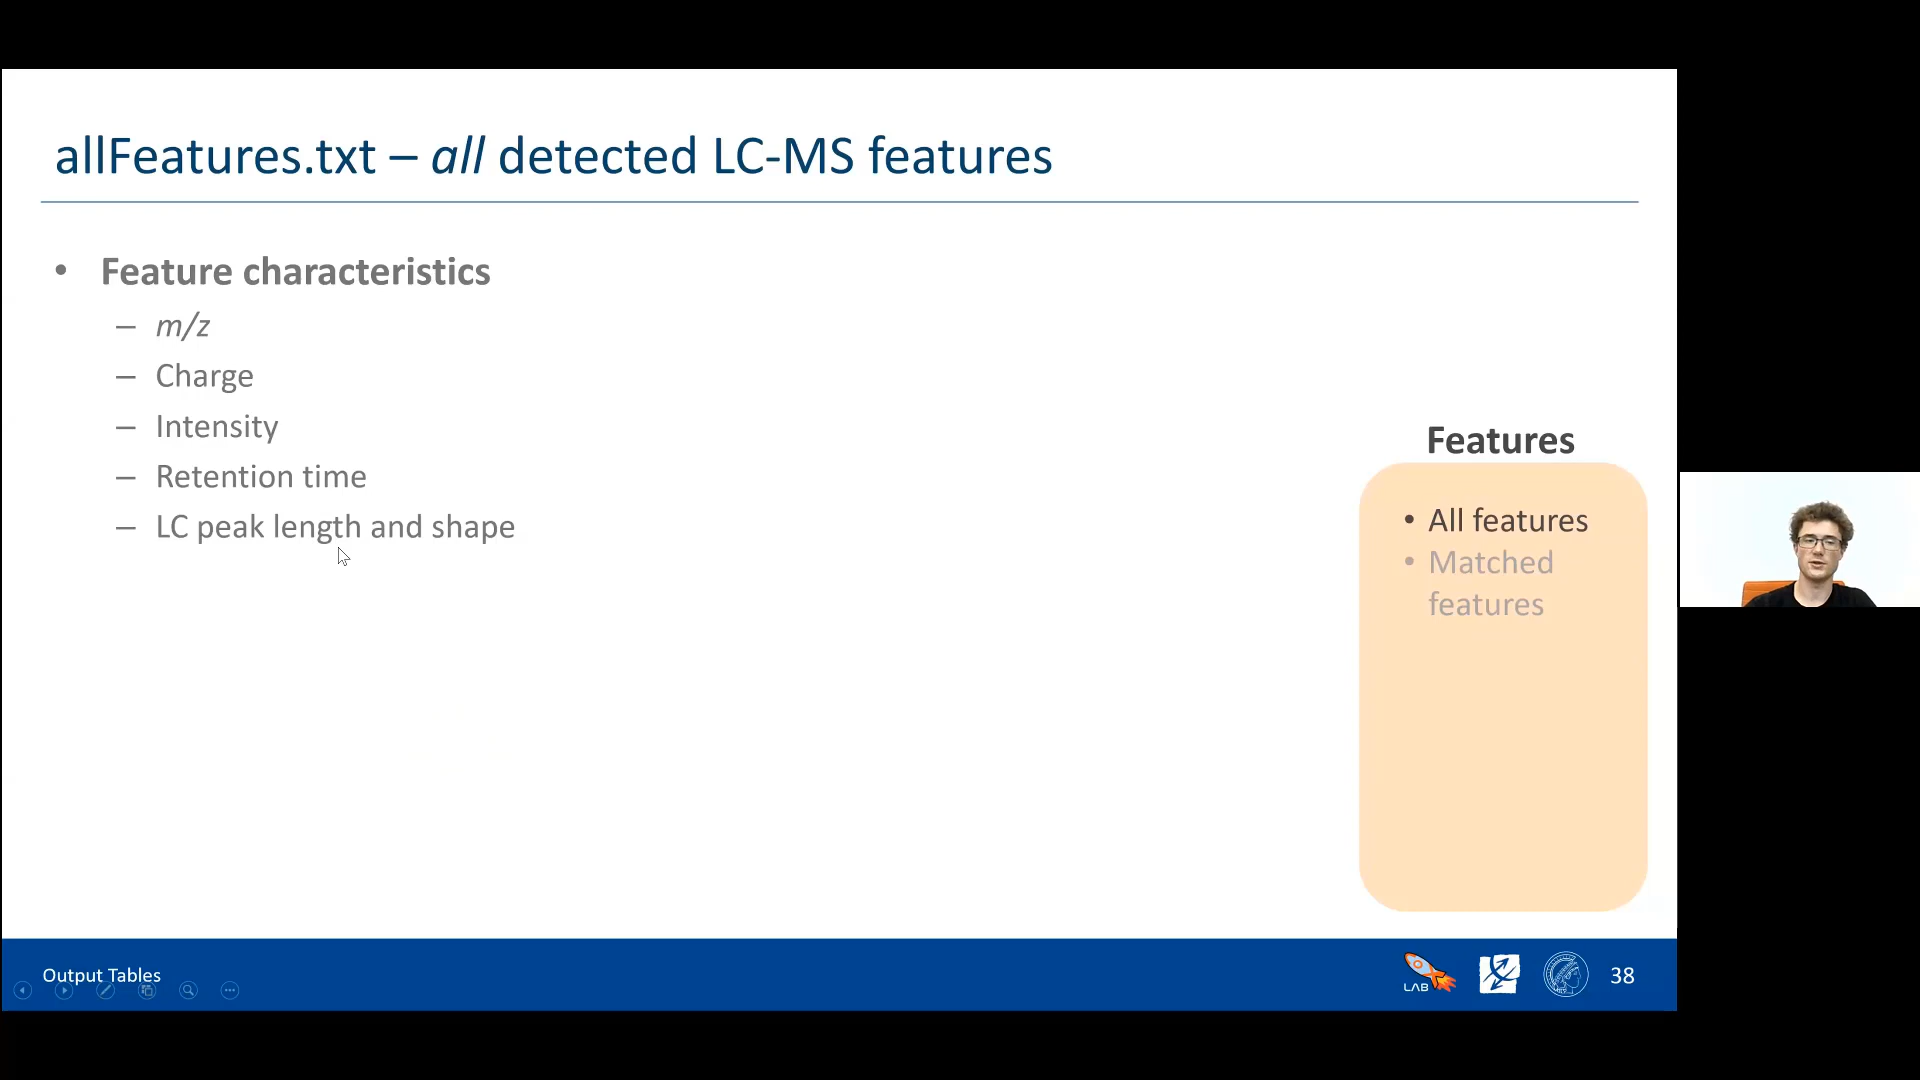 allFeatures.txt – all detected LC-MS features
• Feature characteristics
– m/z
– Charge
– Intensity
– Retention time
– LC peak length and shape
Features
• All features
• Matched
features
Output Tables
LAB
38